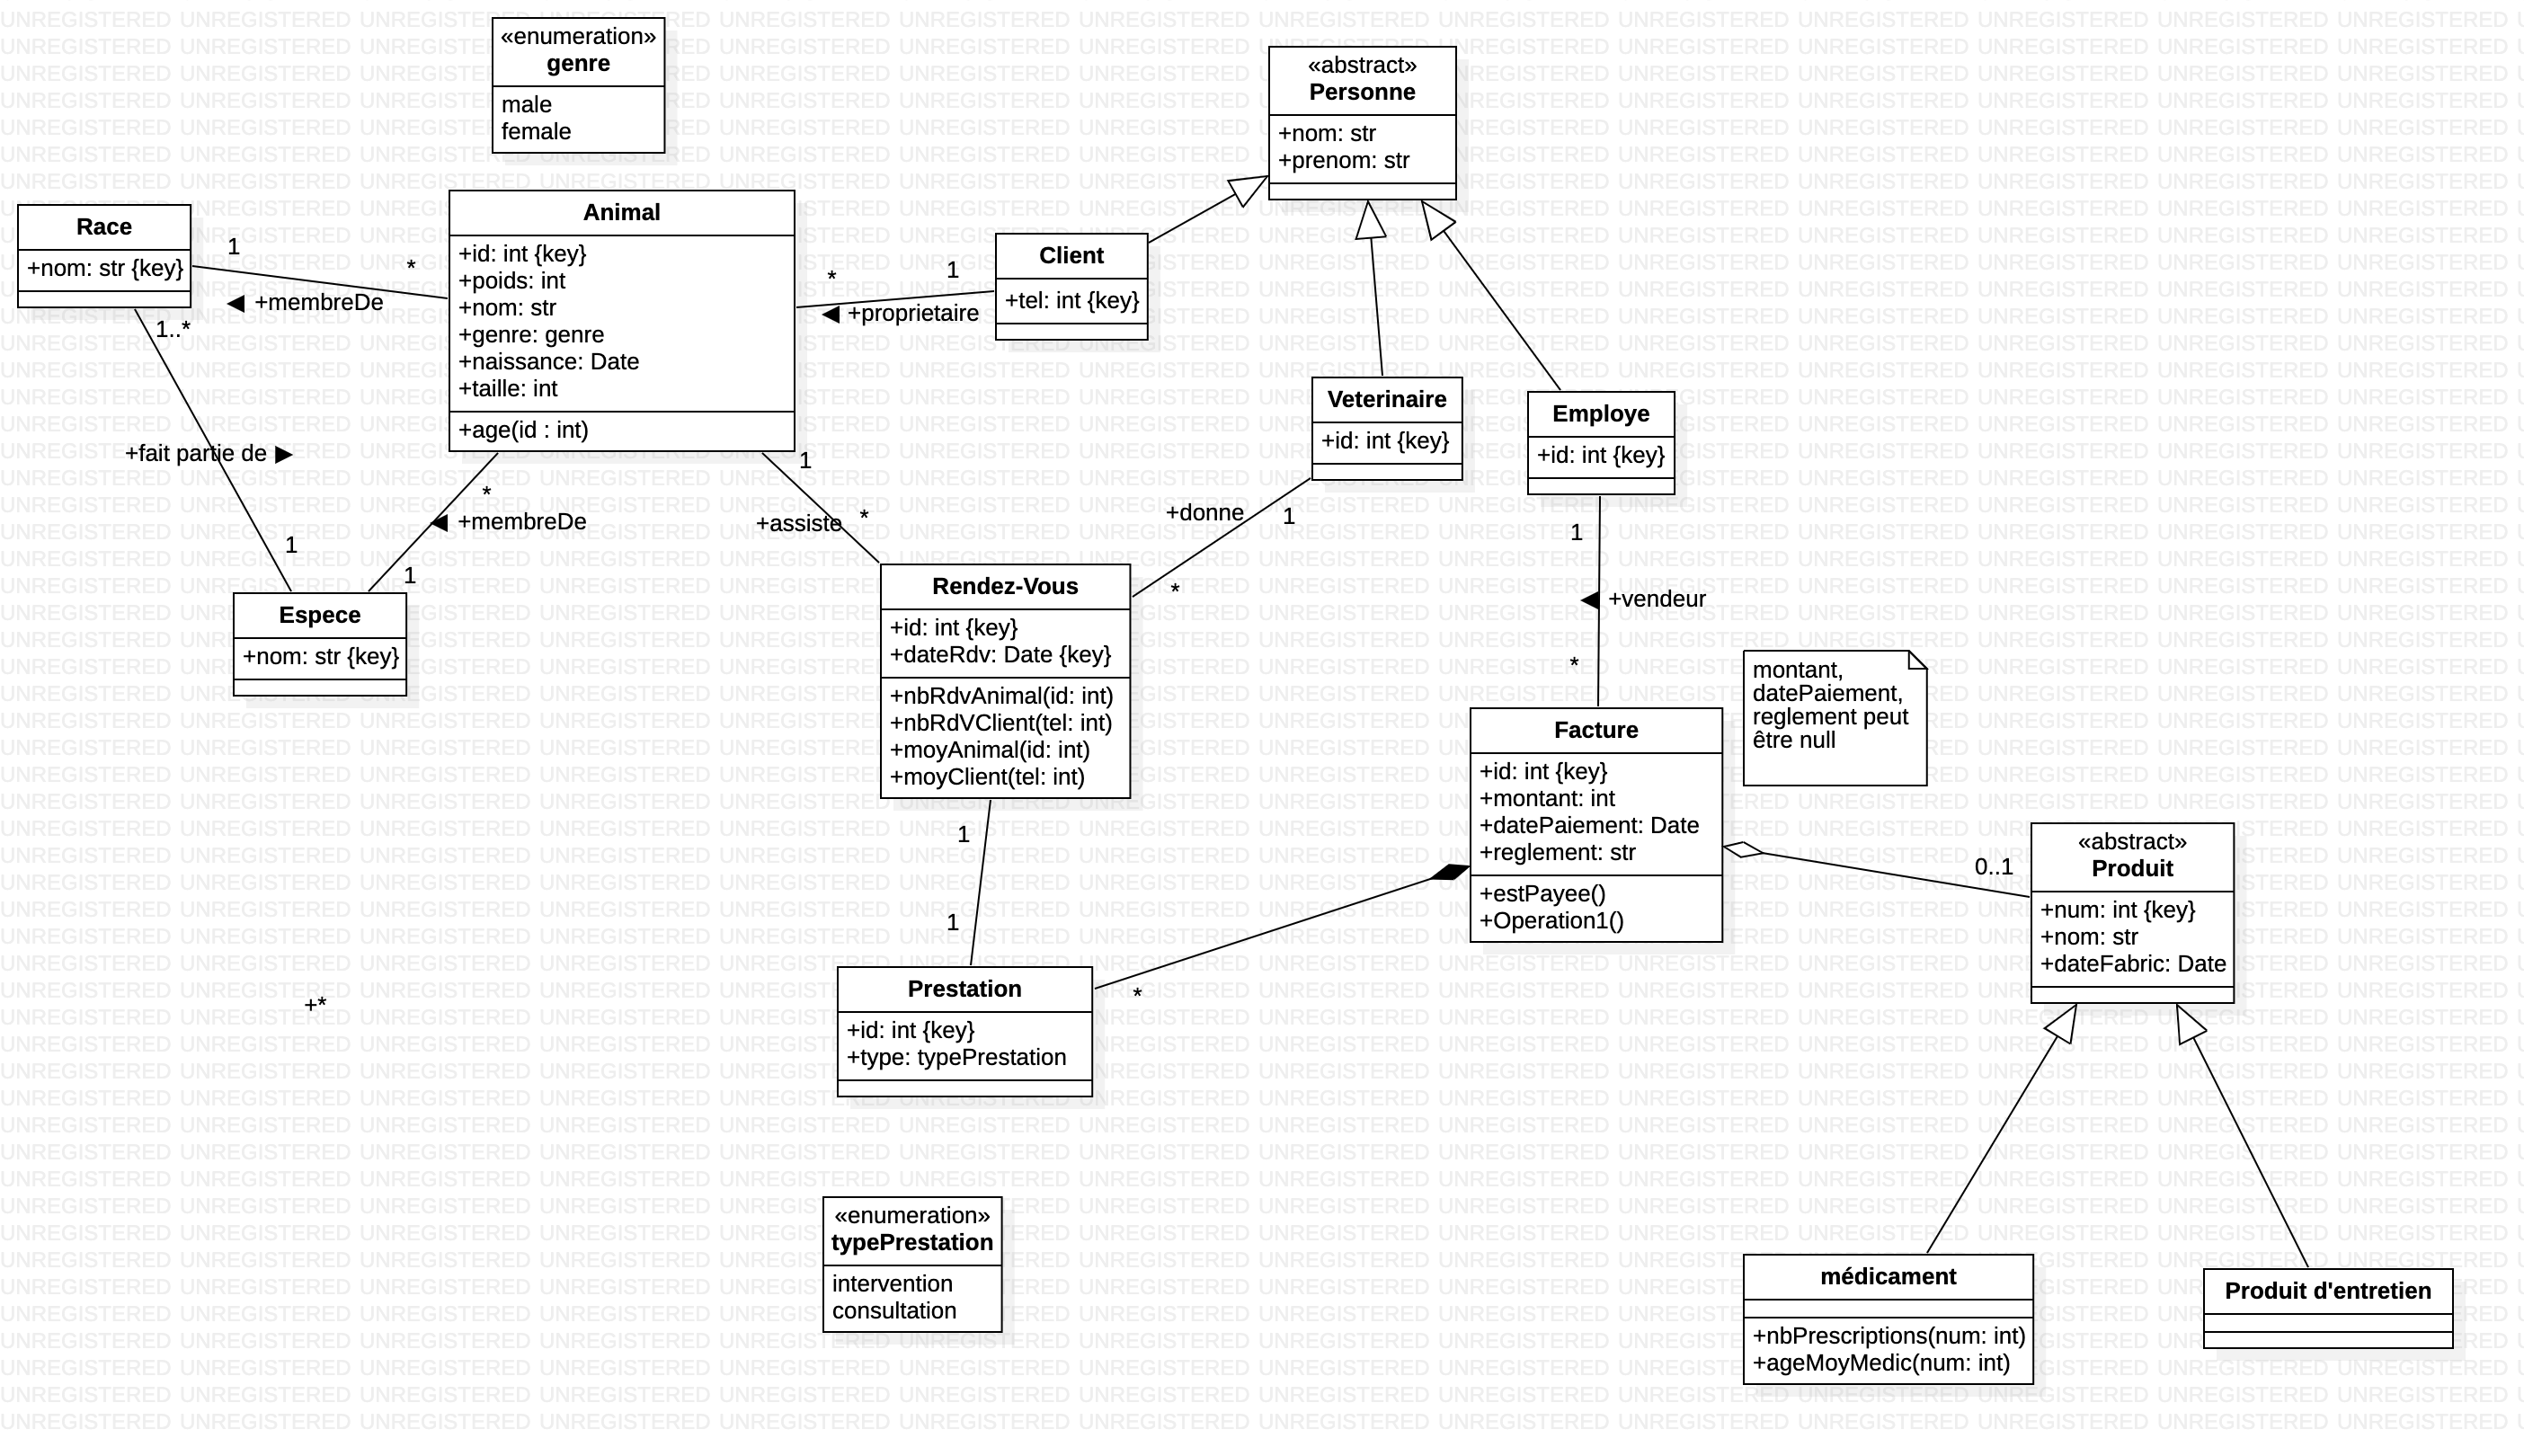 «enumeration»
genre
male
female
«abstract»
Personne
+nom: str
+prenom: str
Race
+nom: str {key}
1
*
◀ +membreDe
Animal
+id: int {key}
+poids: int
+nom: str
+genre: genre
+naissance: Date
+taille: int
+age(id : int)
*
1
◀ +proprietaire
Client
+tel: int {key}
Veterinaire
+id: int {key}
Employe
+id: int {key}
1..*
+fait partie de ▶
1
*
◀ +membreDe
1
Espece
+nom: str {key}
1
+assiste
*
+donne
1
*
Rendez-Vous
+id: int {key}
+dateRdv: Date {key}
+nbRdvAnimal(id: int)
+nbRdVClient(tel: int)
+moyAnimal(id: int)
+moyClient(tel: int)
1
◀ +vendeur
*
montant,
datePaiement,
reglement peut
être null
Facture
+id: int {key}
+montant: int
+datePaiement: Date
+reglement: str
+estPayee()
+Operation1()
0..1
«abstract»
Produit
+num: int {key}
+nom: str
+dateFabric: Date
1
1
*
+*
Prestation
+id: int {key}
+type: typePrestation
«enumeration»
typePrestation
intervention
consultation
médicament
+nbPrescriptions(num: int)
+ageMoyMedic(num: int)
Produit d'entretien
UNREGISTERED